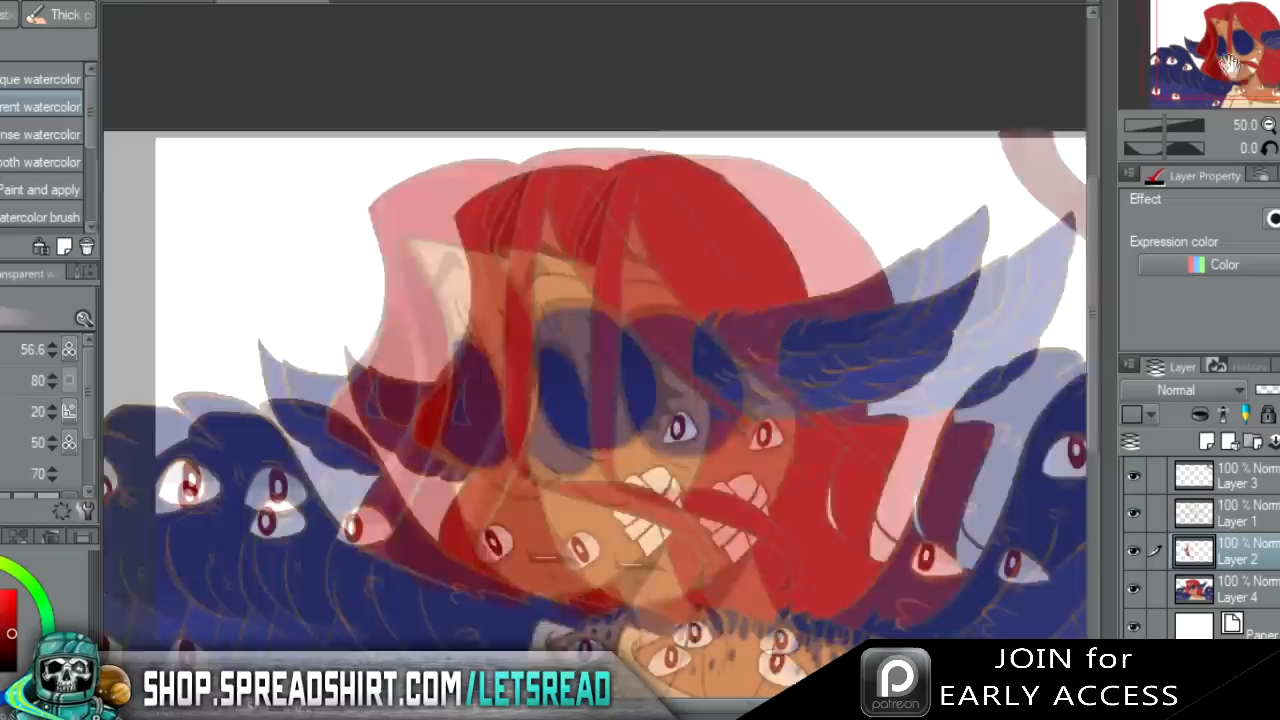 Thick p
que watercolor
rent watercolor
nse watercolor
ooth watercolor
Paint and apply
atercolor brush
ansparent w
56.6
80
20
50
70
50.0
0.0
Layer Property
Effect
Expression color
Color
Layer
History
Normal
100 % Norm
Layer 3
100 % Norm
Layer 1
100 % Norm
Layer 2
100 % Norm
Layer 4
Paper
SHOP.SPREADSHIRT.COM/LETSREAD
patreon
JOIN for
EARLY ACCESS